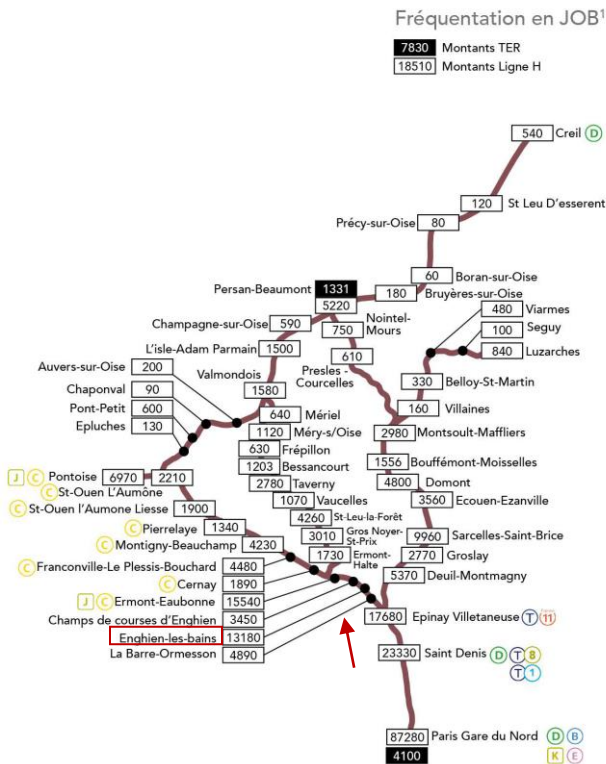 Fréquentation en JOB¹
7830 Montants TER
18510 Montants Ligne H
540 Creil D
120 St Leu D'esserent
Précy-sur-Oise 80
60 Boran-sur-Oise
Persan-Beaumont 1331
5220
180 Bruyères-sur-Oise
480 Viarmes
100 Seguy
840 Luzarches
Champagne-sur-Oise 590
750 Nointel-
Mours
L'isle-Adam Parmain 1500
610
Presles -
Courcelles
Auvers-sur-Oise 200
Valmondois 1580
330 Belloy-St-Martin
Chaponval 90
Pont-Petit 600
Epluches 130
640 Mériel
160 Villaines
1120 Méry-s/Oise
2980 Montsoult-Maffliers
630 Frépillon
1203 Bessancourt
1556 Bouffémont-Moisselles
J C Pontoise 6970 2210
2780 Taverny
4800 Domont
C St-Ouen L'Aumône
1070 Vaucelles
3560 Ecouen-Ezanville
C St-Ouen l'Aumone Liesse 1900
4260 St-Leu-la-Forêt
C Pierrelaye 1340
3010 Gros Noyer-
St-Prix
9960 Sarcelles-Saint-Brice
C Montigny-Beauchamp 4230
1730 Ermont-
Halte
2770 Groslay
C Franconville-Le Plessis-Bouchard 4480
5370 Deuil-Montmagny
C Cernay 1890
J C Ermont-Eaubonne 15540
Champs de courses d'Enghien 3450
17680 Epinay Villetaneuse T 11
Enghien-les-bains 13180
La Barre-Ormesson 4890
23330 Saint Denis D T 8
T 1
87280 Paris Gare du Nord D B
4100 K E